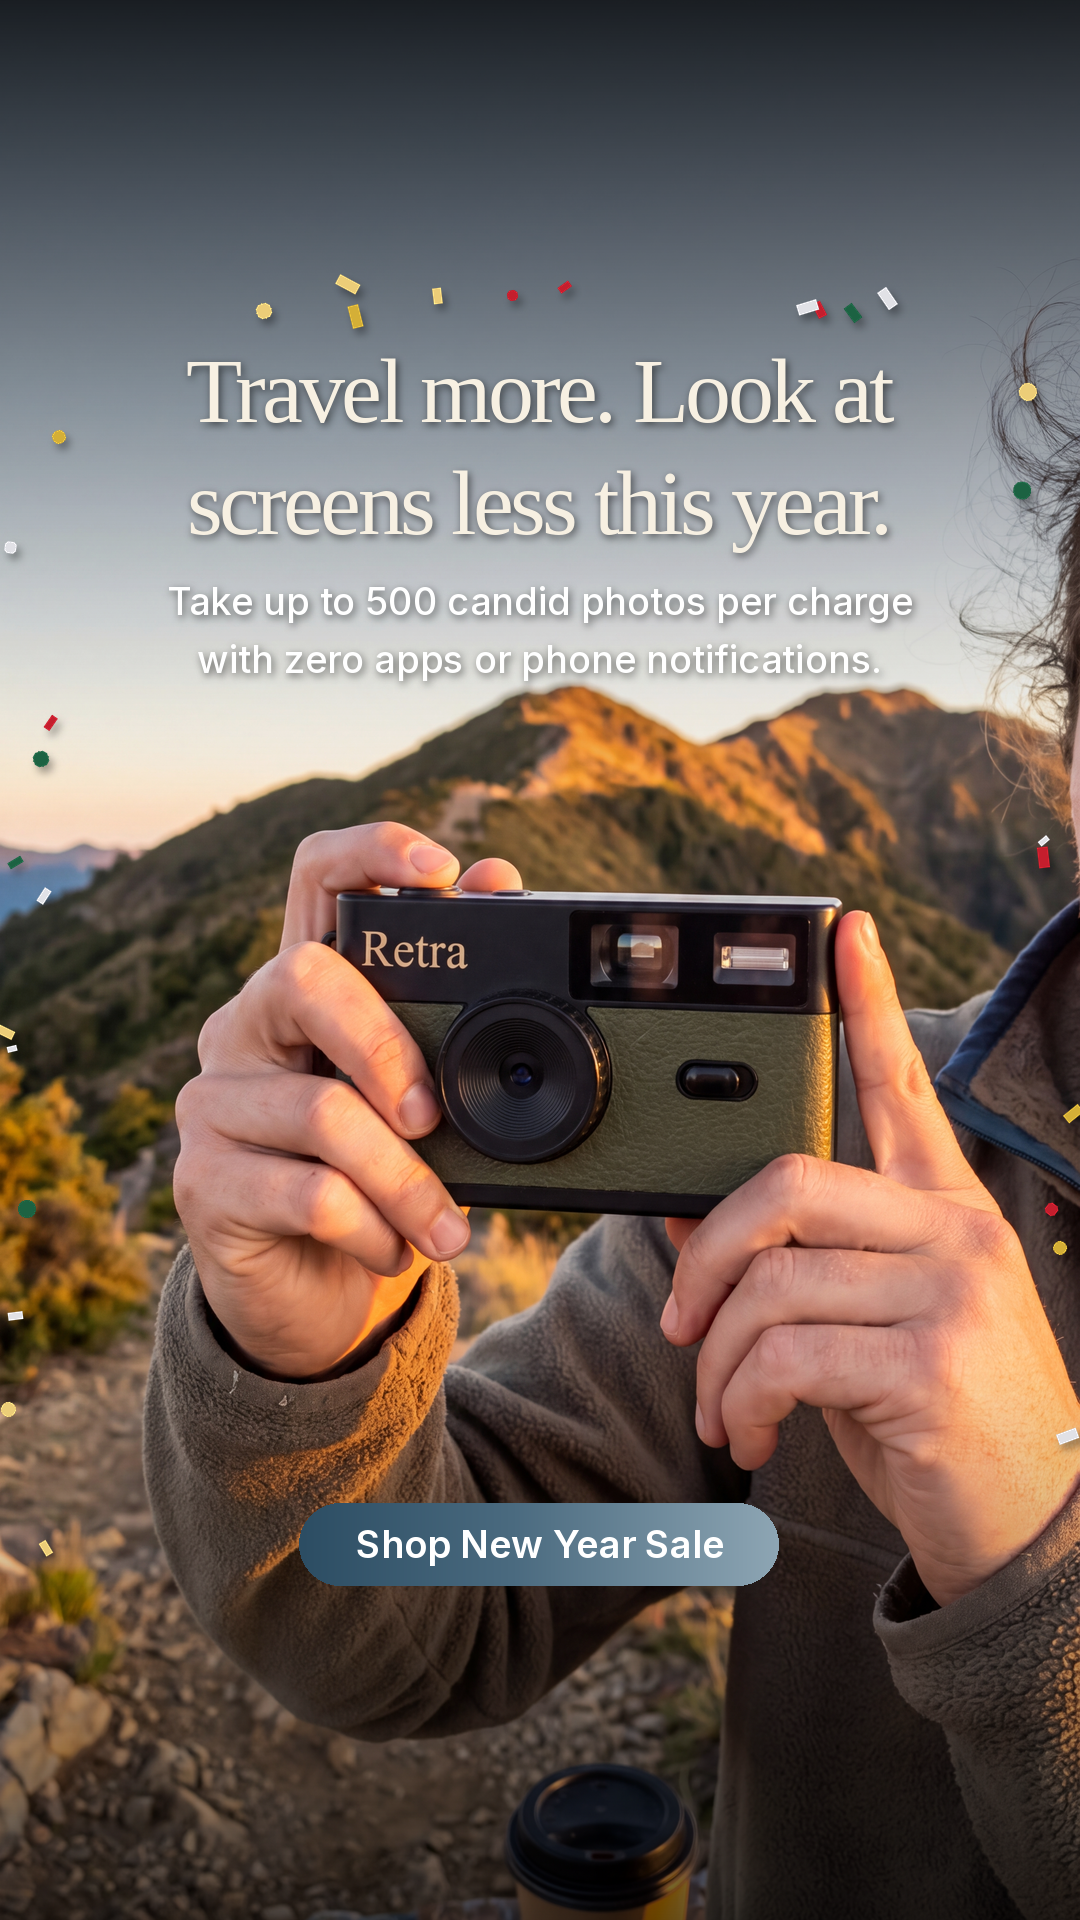 Travel more. Look at
screens less this year.
Take up to 500 candid photos per charge
with zero apps or phone notifications.
Retra
Shop New Year Sale